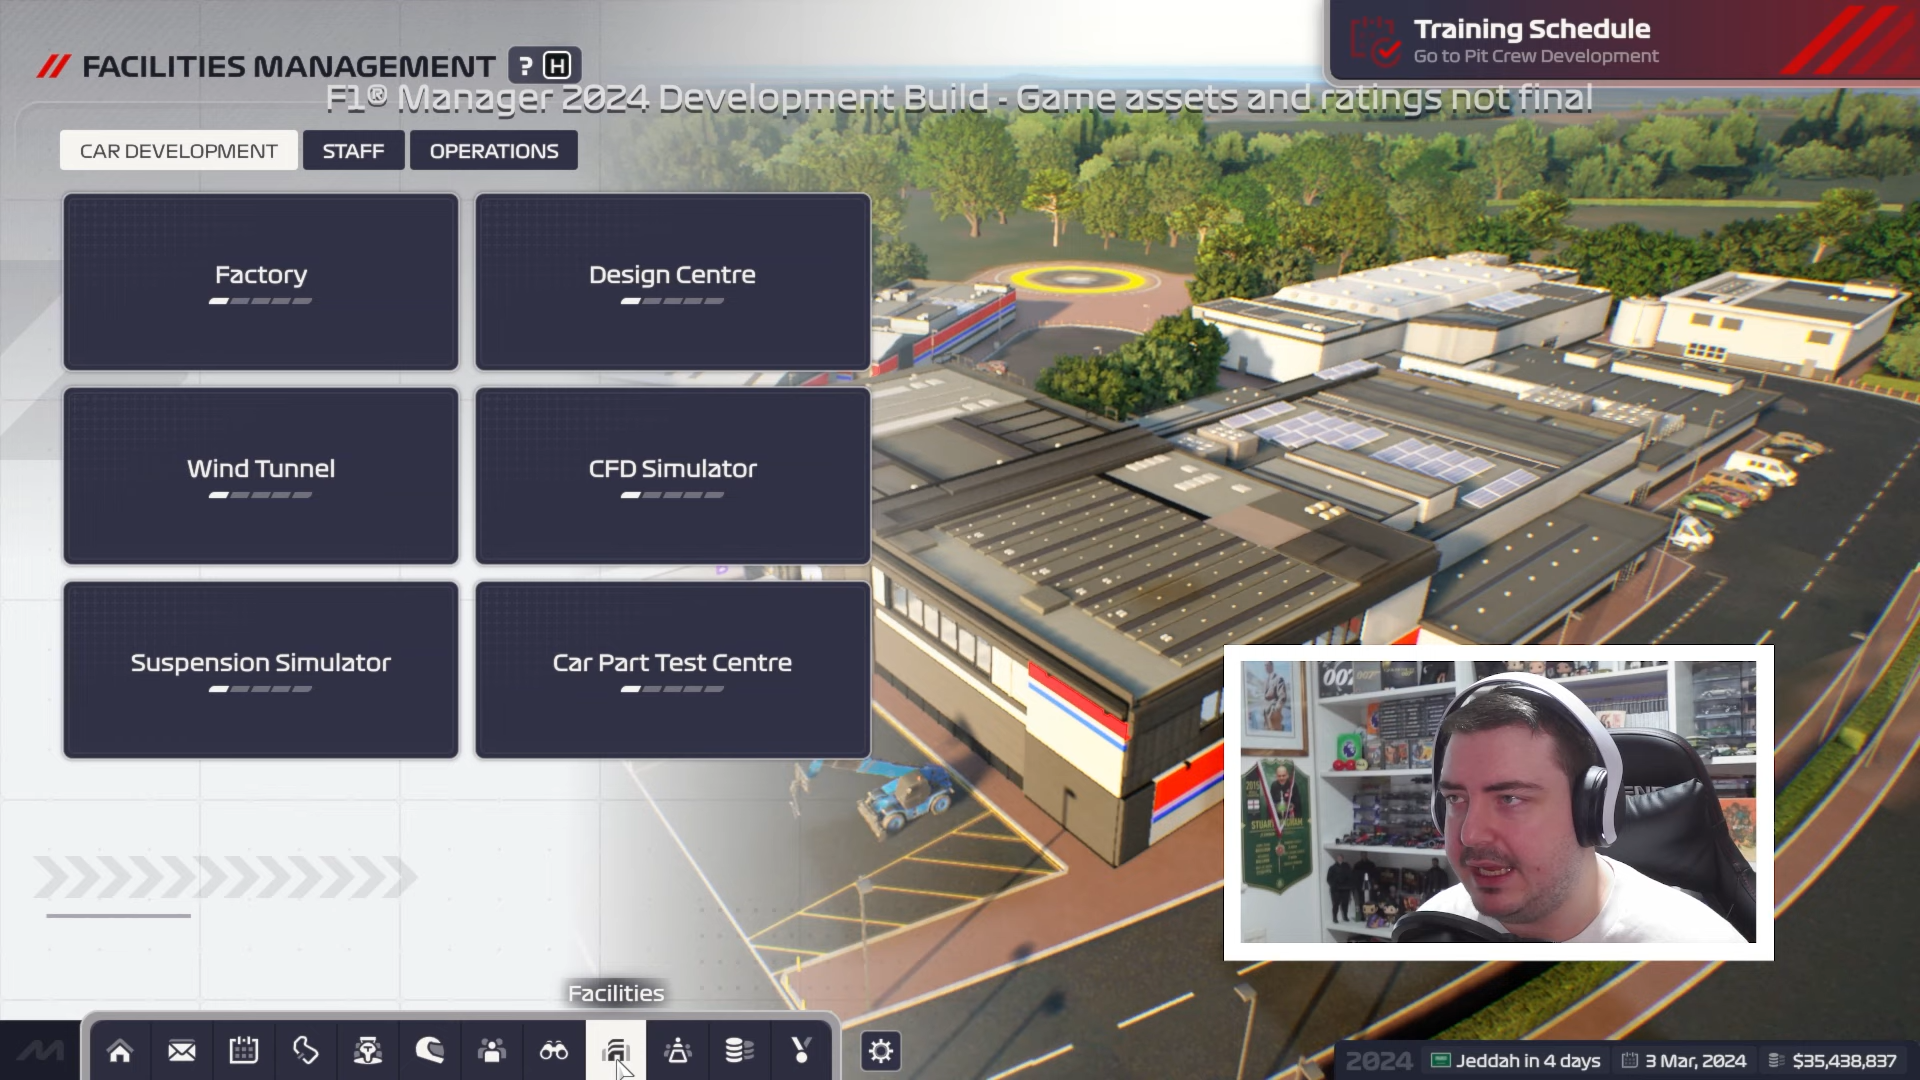 FACILITIES MANAGEMENT
? H
Training Schedule
Go to Pit Crew Development
F1® Manager 2024 Development Build - Game assets and ratings not final
CAR DEVELOPMENT STAFF OPERATIONS
Factory
Design Centre
Wind Tunnel
CFD Simulator
Suspension Simulator
Car Part Test Centre
007
2015
Facilities
2024 Jeddah in 4 days 3 Mar, 2024 $35,438,837